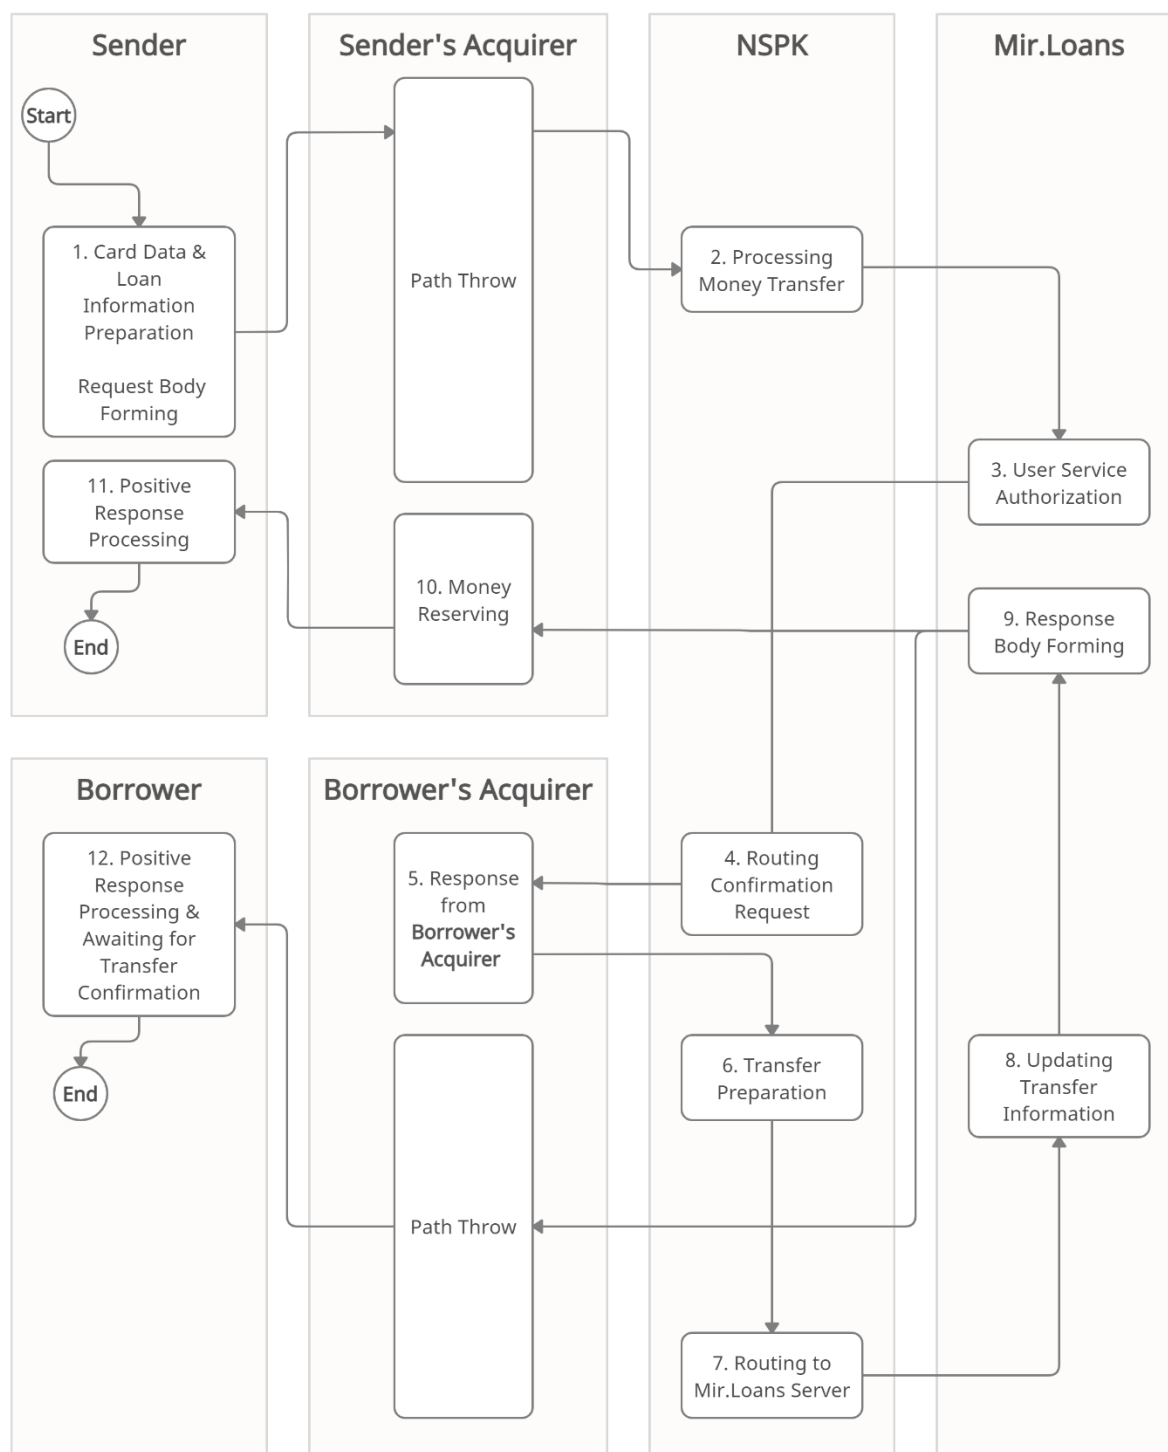 Sender
Sender's Acquirer
NSPK
Mir.Loans
Start
1. Card Data &
Loan
Information
Preparation
Request Body
Forming
Path Throw
2. Processing
Money Transfer
3. User Service
Authorization
11. Positive
Response
Processing
End
10. Money
Reserving
9. Response
Body Forming
Borrower
Borrower's Acquirer
12. Positive
Response
Processing &
Awaiting for
Transfer
Confirmation
End
5. Response
from
Borrower's
Acquirer
4. Routing
Confirmation
Request
6. Transfer
Preparation
8. Updating
Transfer
Information
Path Throw
7. Routing to
Mir.Loans Server